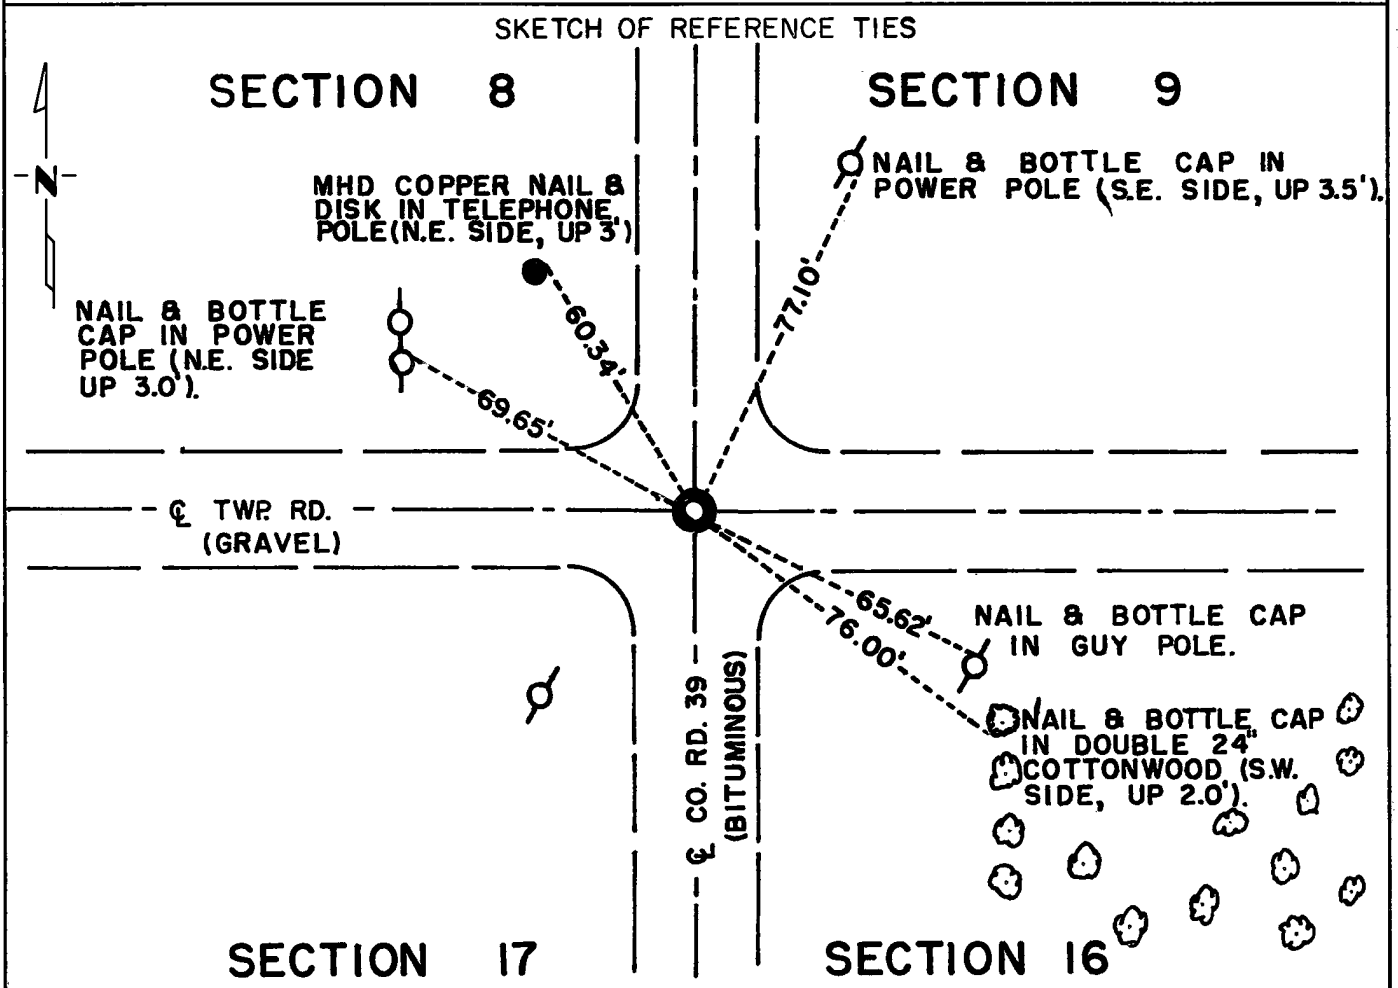 SKETCH OF REFERENCE TIES
SECTION 8
SECTION 9
N
MHD COPPER NAIL &
DISK IN TELEPHONE
POLE (N.E. SIDE, UP 3')
NAIL & BOTTLE CAP IN
POWER POLE (S.E. SIDE, UP 3.5').
NAIL & BOTTLE
CAP IN POWER
POLE (N.E. SIDE
UP 3.0').
60.34'
77.10'
69.65'
℄ TWP. RD.
(GRAVEL)
65.62'
76.00'
NAIL & BOTTLE CAP
IN GUY POLE.
℄ CO. RD. 39
(BITUMINOUS)
NAIL & BOTTLE CAP
IN DOUBLE 24"
COTTONWOOD (S.W.
SIDE, UP 2.0').
SECTION 17
SECTION 16